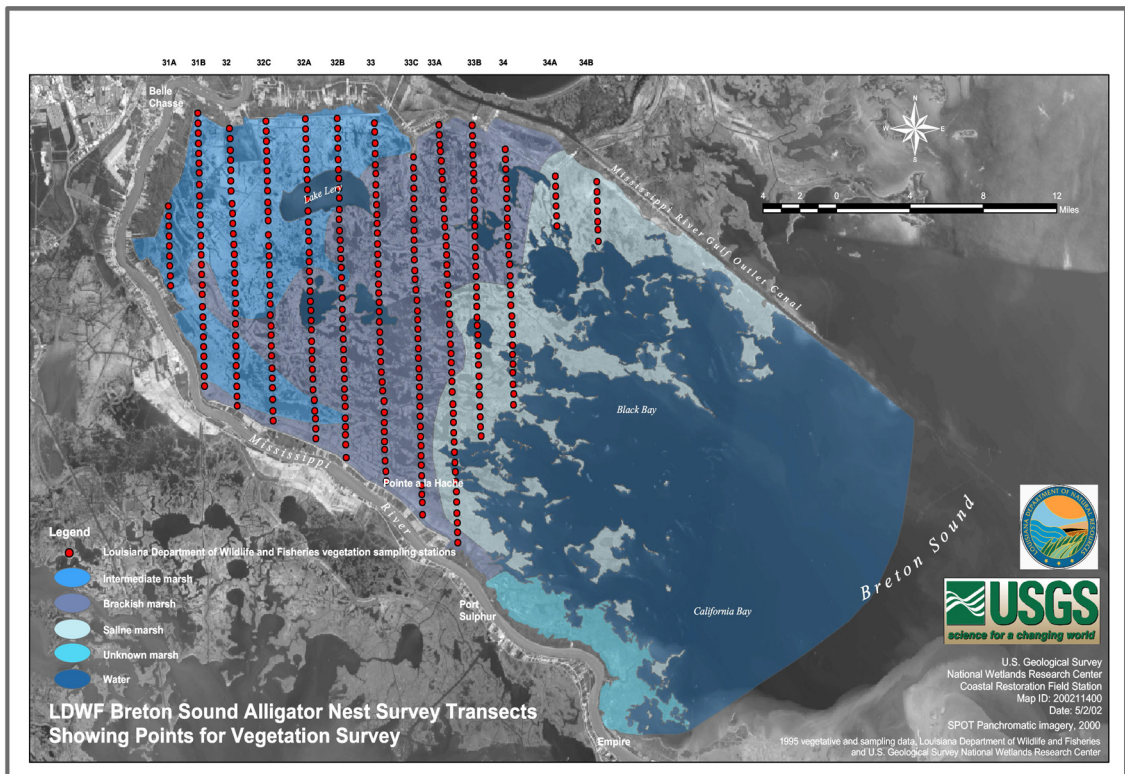 31A 31B 32 32C 32A 32B 33 33C 33A 33B 34 34A 34B
Belle
Chasse
N
W E
S
Lake Lery
Mississippi River Gulf Outlet Canal
4 2 0 4 8 12
Miles
Black Bay
Mississippi
River
Pointe a la Hache
Breton Sound
Port
Sulphur
California Bay
Empire
Legend
Louisiana Department of Wildlife and Fisheries vegetation sampling stations
Intermediate marsh
Brackish marsh
Saline marsh
Unknown marsh
Water
LDWF Breton Sound Alligator Nest Survey Transects
Showing Points for Vegetation Survey
LOUISIANA DEPARTMENT OF NATURAL RESOURCES
USGS
science for a changing world
U.S. Geological Survey
National Wetlands Research Center
Coastal Restoration Field Station
Map ID: 200211400
Date: 5/2/02
SPOT Panchromatic imagery, 2000
1995 vegetative and sampling data, Louisiana Department of Wildlife and Fisheries
and U.S. Geological Survey National Wetlands Research Center